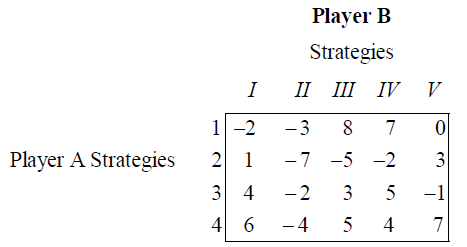 Player B
Strategies
I II III IV V
1 −2 −3 8 7 0
Player A Strategies 2 1 −7 −5 −2 3
3 4 −2 3 5 −1
4 6 −4 5 4 7